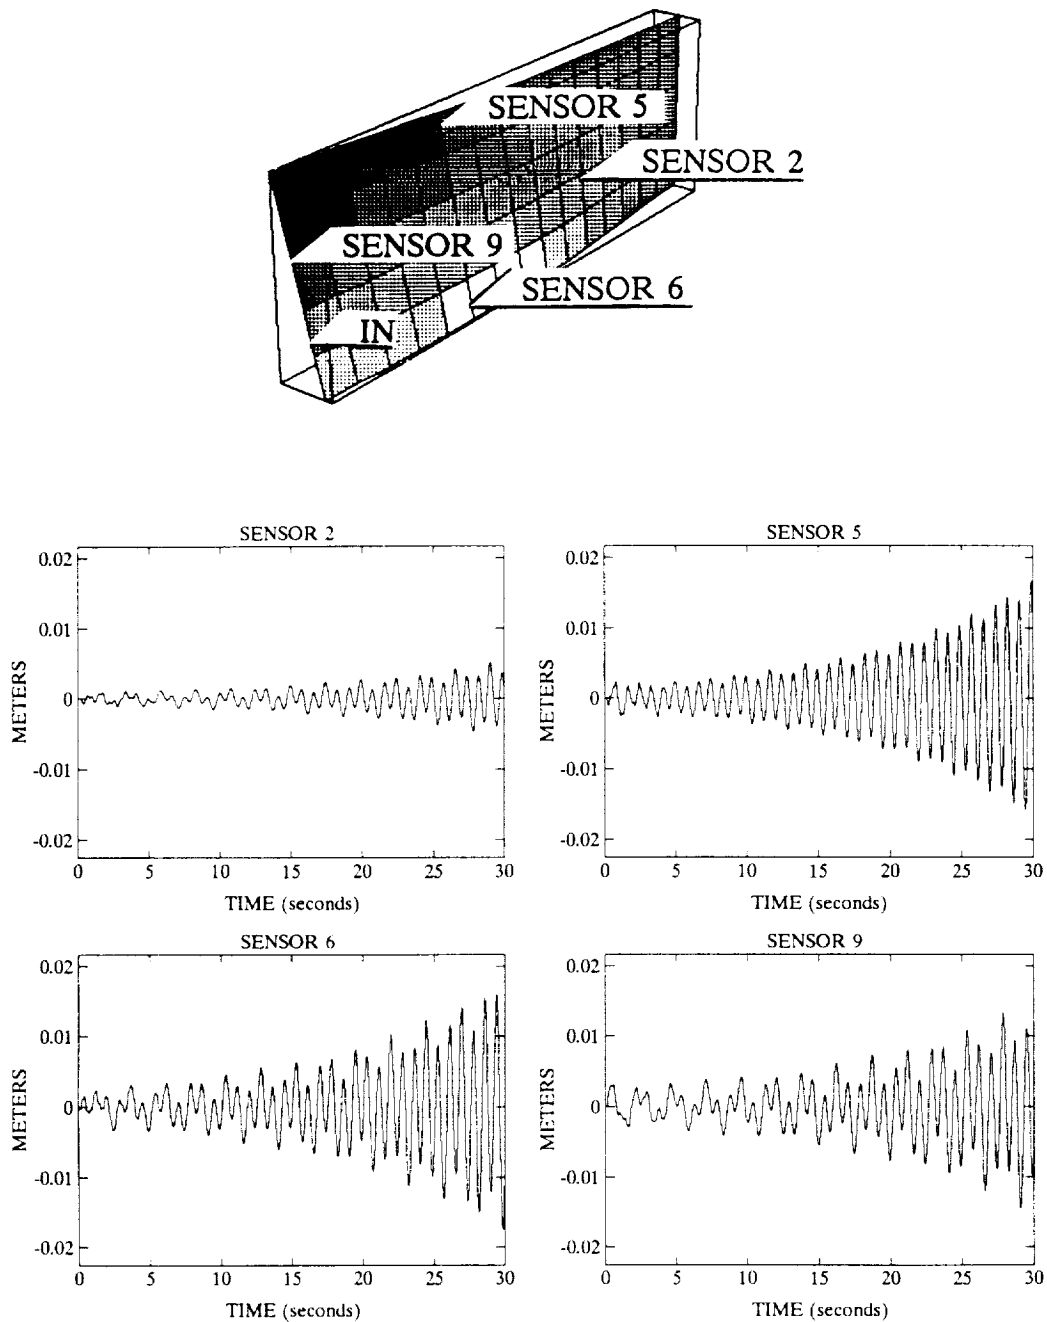 SENSOR 5
SENSOR 2
SENSOR 9
SENSOR 6
IN
SENSOR 2
0.02
0.01
0
-0.01
-0.02
METERS
0 5 10 15 20 25 30
TIME (seconds)
SENSOR 5
0.02
0.01
0
-0.01
-0.02
METERS
0 5 10 15 20 25 30
TIME (seconds)
SENSOR 6
0.02
0.01
0
-0.01
-0.02
METERS
0 5 10 15 20 25 30
TIME (seconds)
SENSOR 9
0.02
0.01
0
-0.01
-0.02
METERS
0 5 10 15 20 25 30
TIME (seconds)